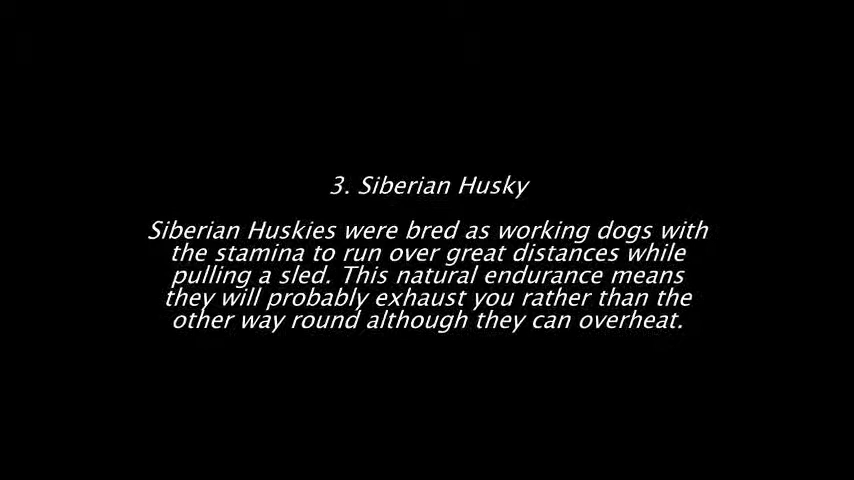 3. Siberian Husky
Siberian Huskies were bred as working dogs with
the stamina to run over great distances while
pulling a sled. This natural endurance means
they will probably exhaust you rather than the
other way round although they can overheat.